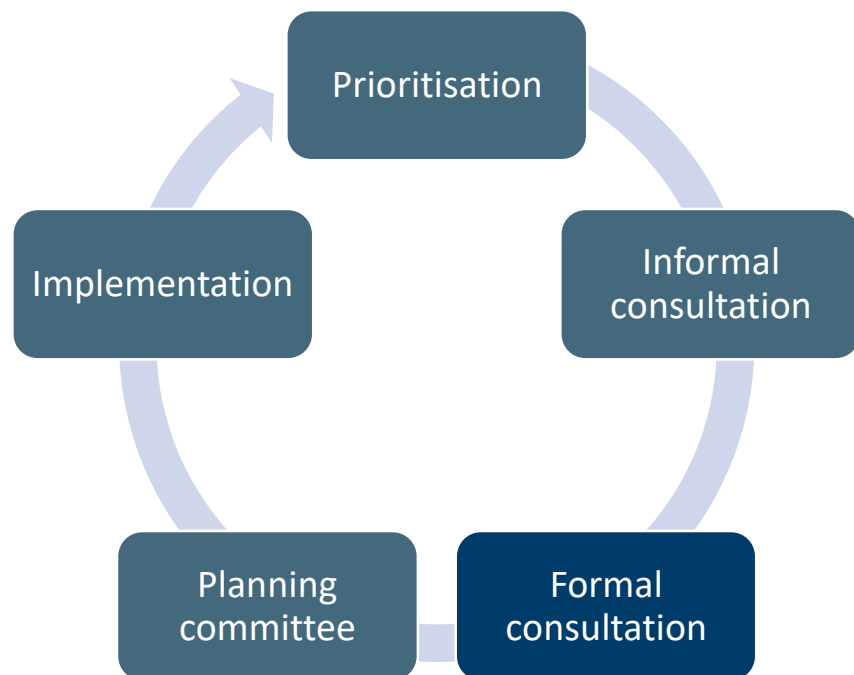 Prioritisation
Informal
consultation
Formal
consultation
Planning
committee
Implementation